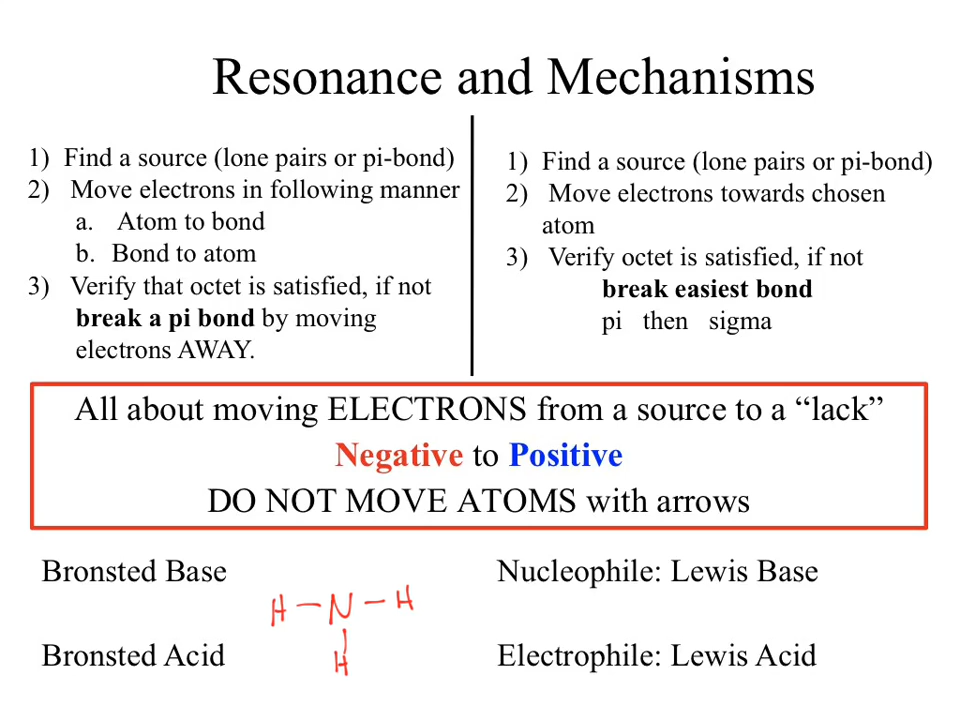 Resonance and Mechanisms
1) Find a source (lone pairs or pi-bond)
2) Move electrons in following manner
a. Atom to bond
b. Bond to atom
3) Verify that octet is satisfied, if not
break a pi bond by moving
electrons AWAY.
1) Find a source (lone pairs or pi-bond)
2) Move electrons towards chosen
atom
3) Verify octet is satisfied, if not
break easiest bond
pi then sigma
All about moving ELECTRONS from a source to a “lack”
Negative to Positive
DO NOT MOVE ATOMS with arrows
Bronsted Base
Nucleophile: Lewis Base
H – N – H
H
Bronsted Acid
Electrophile: Lewis Acid